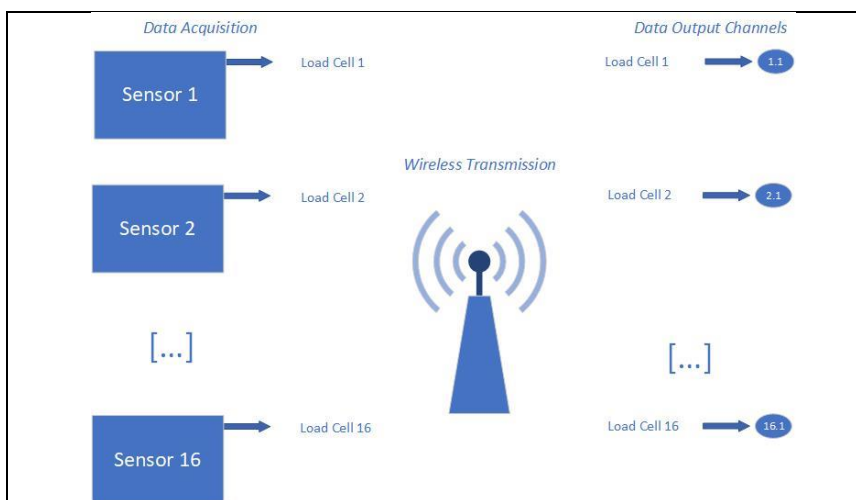 Data Acquisition
Data Output Channels
Sensor 1
Load Cell 1
Load Cell 1
1.1
Wireless Transmission
Sensor 2
Load Cell 2
Load Cell 2
2.1
[...]
[...]
Sensor 16
Load Cell 16
Load Cell 16
16.1